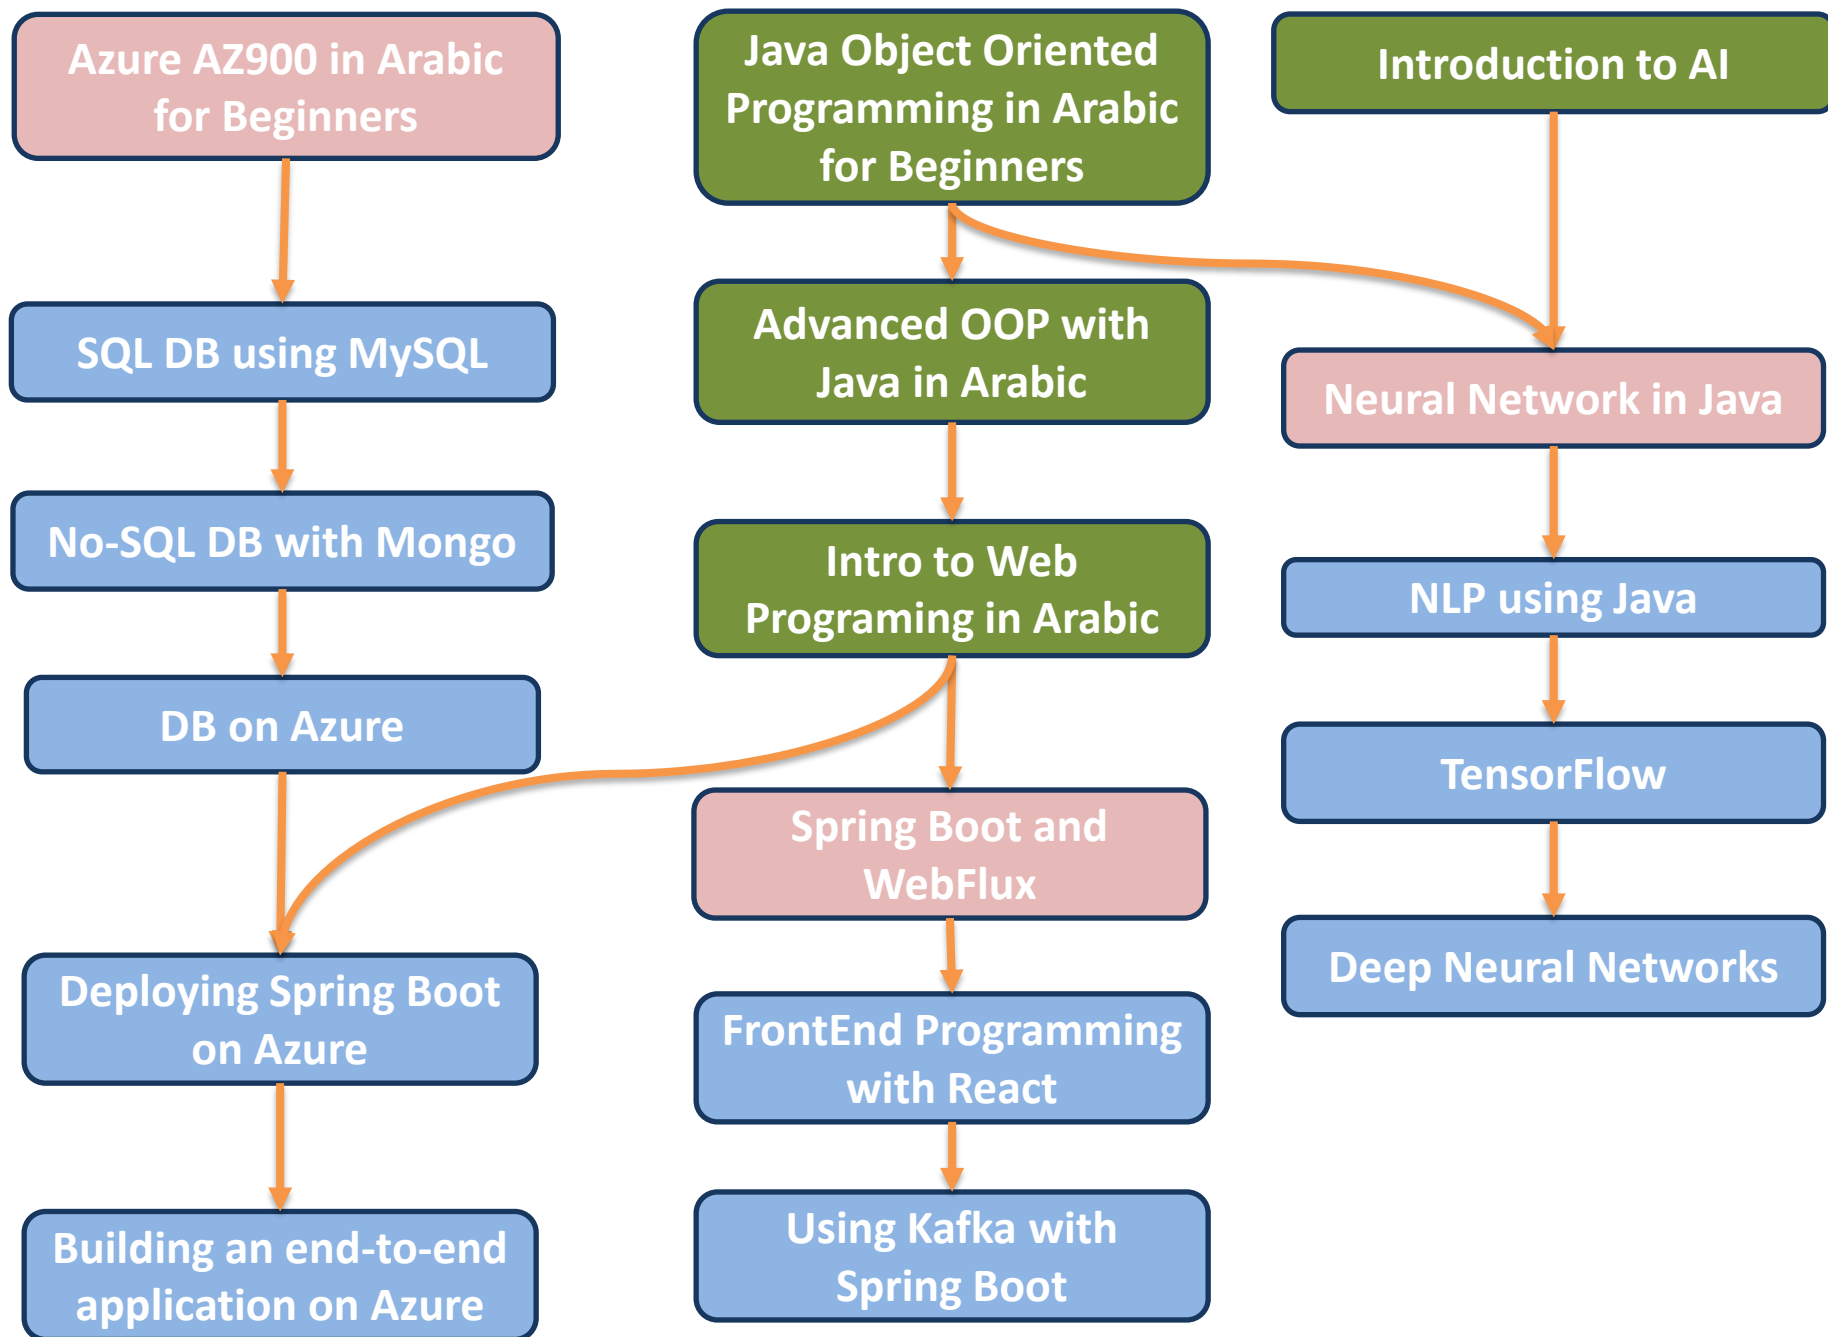 Azure AZ900 in Arabic
for Beginners
SQL DB using MySQL
No-SQL DB with Mongo
DB on Azure
Deploying Spring Boot
on Azure
Building an end-to-end
application on Azure
Java Object Oriented
Programming in Arabic
for Beginners
Advanced OOP with
Java in Arabic
Intro to Web
Programing in Arabic
Spring Boot and
WebFlux
FrontEnd Programming
with React
Using Kafka with
Spring Boot
Introduction to AI
Neural Network in Java
NLP using Java
TensorFlow
Deep Neural Networks